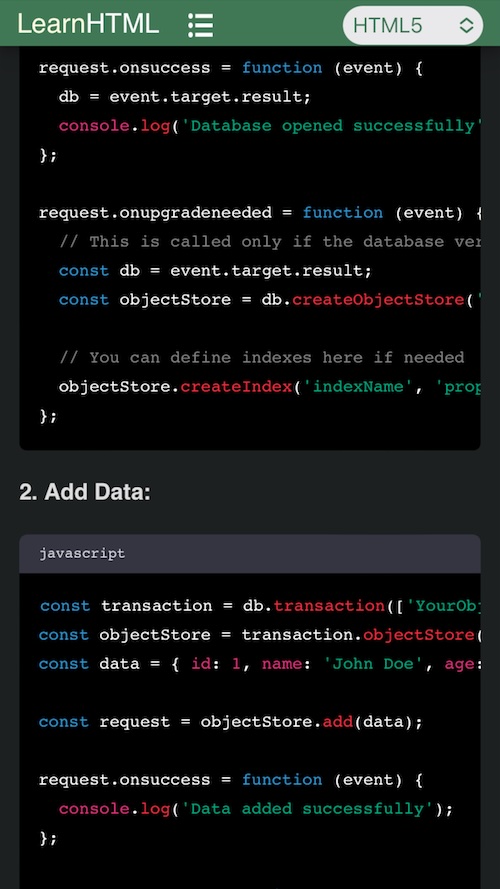 LearnHTML HTML5
request.onsuccess = function (event) {
db = event.target.result;
console.log('Database opened successfully'
};
request.onupgradeneeded = function (event) {
// This is called only if the database ver
const db = event.target.result;
const objectStore = db.createObjectStore('
// You can define indexes here if needed
objectStore.createIndex('indexName', 'prop
};
2. Add Data:
javascript
const transaction = db.transaction(['YourObj
const objectStore = transaction.objectStore(
const data = { id: 1, name: 'John Doe', age:
const request = objectStore.add(data);
request.onsuccess = function (event) {
console.log('Data added successfully');
};